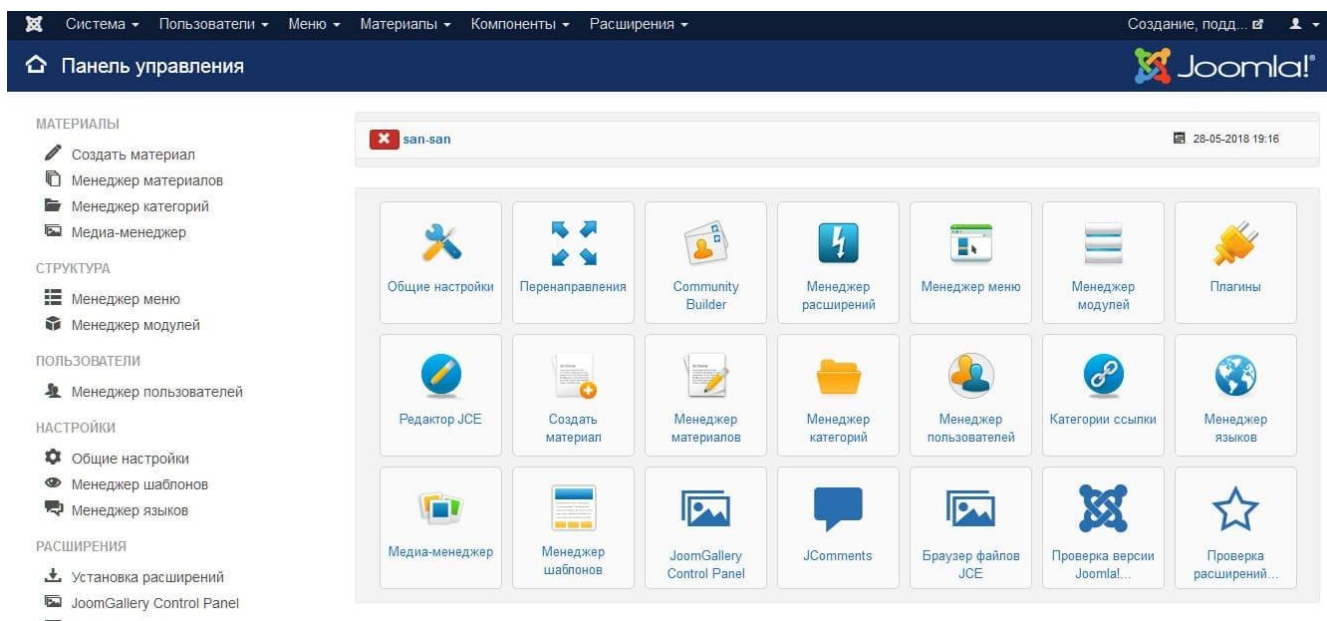 Система Пользователи Меню Материалы Компоненты Расширения Создание, подд...
Панель управления Joomla!®
МАТЕРИАЛЫ
Создать материал
Менеджер материалов
Менеджер категорий
Медиа-менеджер
СТРУКТУРА
Менеджер меню
Менеджер модулей
ПОЛЬЗОВАТЕЛИ
Менеджер пользователей
НАСТРОЙКИ
Общие настройки
Менеджер шаблонов
Менеджер языков
РАСШИРЕНИЯ
Установка расширений
JoomGallery Control Panel
san-san 28-05-2018 19:16
Общие настройки
Перенаправления
Community
Builder
Менеджер
расширений
Менеджер меню
Менеджер
модулей
Плагины
Редактор JCE
Создать
материал
Менеджер
материалов
Менеджер
категорий
Менеджер
пользователей
Категории ссылки
Менеджер
языков
Медиа-менеджер
Менеджер
шаблонов
JoomGallery
Control Panel
JComments
Браузер файлов
JCE
Проверка версии
Joomla!...
Проверка
расширений...